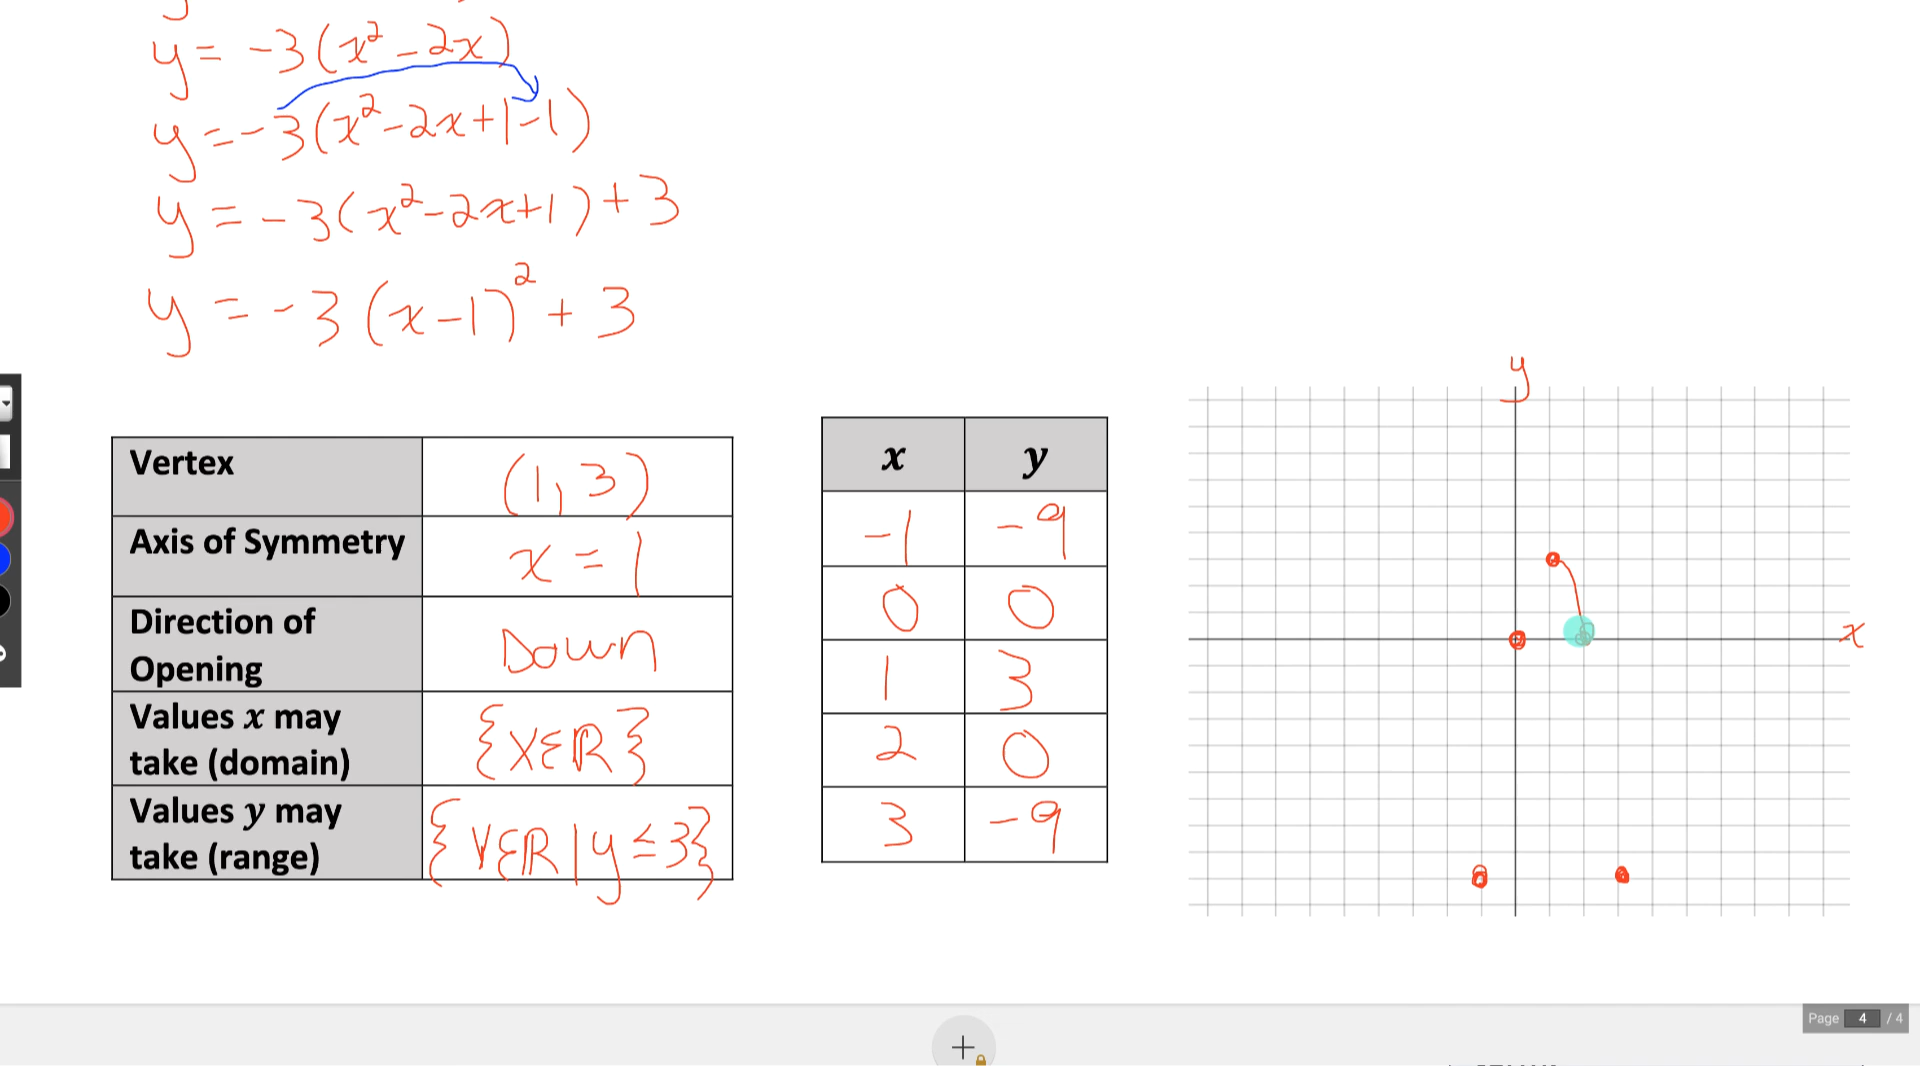 y = -3(x² - 2x)
y = -3(x² - 2x + 1 - 1)
y = -3(x² - 2x + 1) + 3
y = -3(x - 1)² + 3
Vertex (1, 3)
Axis of Symmetry x = 1
Direction of Opening Down
Values x may take (domain) {X∈ℝ}
Values y may take (range) {Y∈ℝ | y ≤ 3}
x y
-1 -9
0 0
1 3
2 0
3 -9
y
x
Page 4 / 4